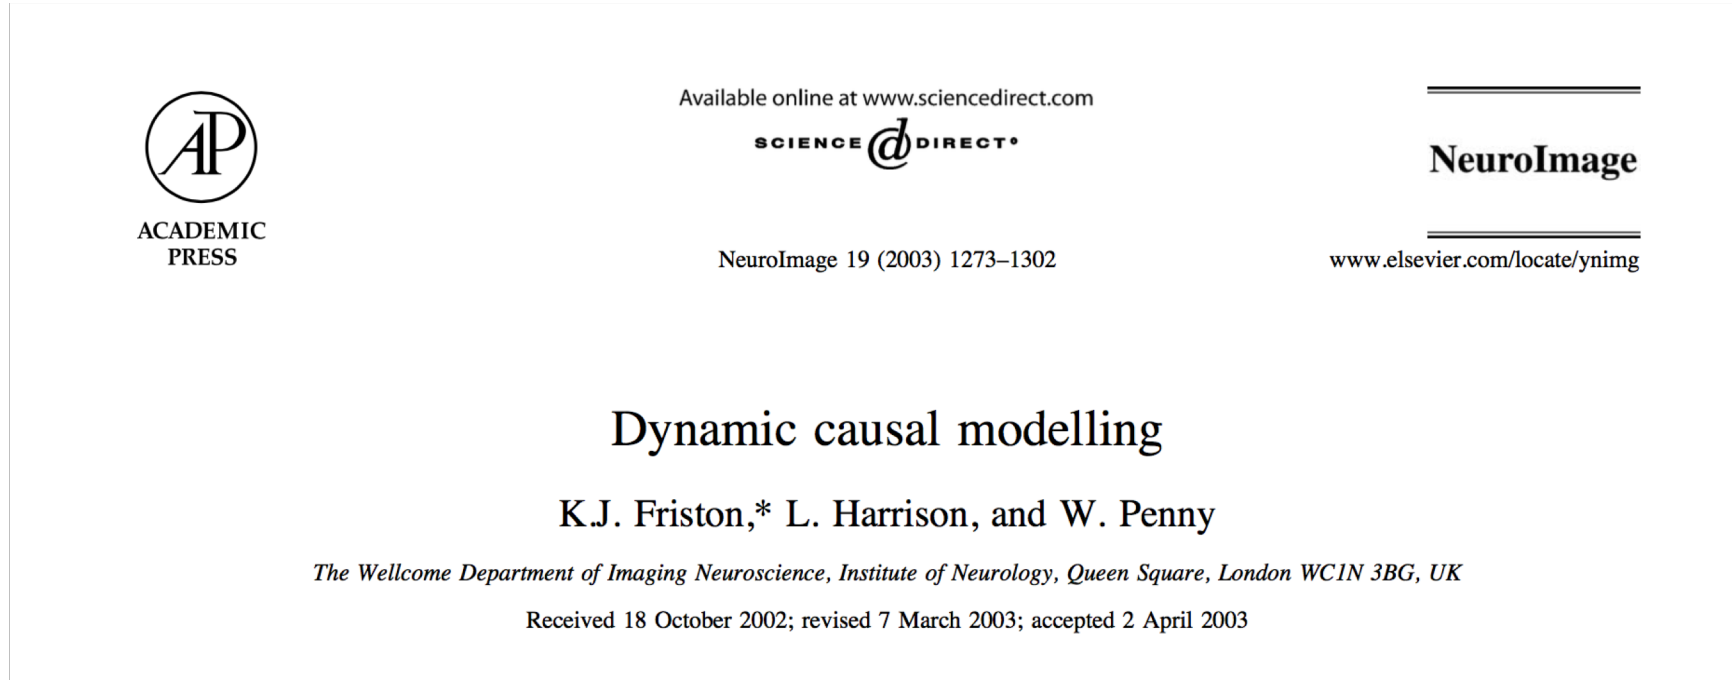 Available online at www.sciencedirect.com
SCIENCE @ DIRECT®
AP
ACADEMIC
PRESS
NeuroImage
NeuroImage 19 (2003) 1273–1302
www.elsevier.com/locate/ynimg
Dynamic causal modelling
K.J. Friston,* L. Harrison, and W. Penny
The Wellcome Department of Imaging Neuroscience, Institute of Neurology, Queen Square, London WC1N 3BG, UK
Received 18 October 2002; revised 7 March 2003; accepted 2 April 2003